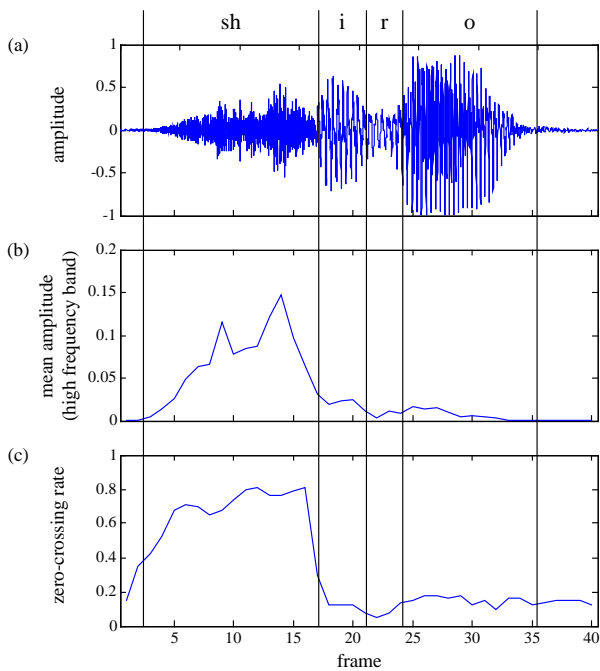 sh i r o
(a)
1
0.5
0
-0.5
-1
amplitude
(b)
0.2
0.15
0.1
0.05
0
mean amplitude
(high frequency band)
(c)
1
0.8
0.6
0.4
0.2
0
zero-crossing rate
5 10 15 20 25 30 35 40
frame